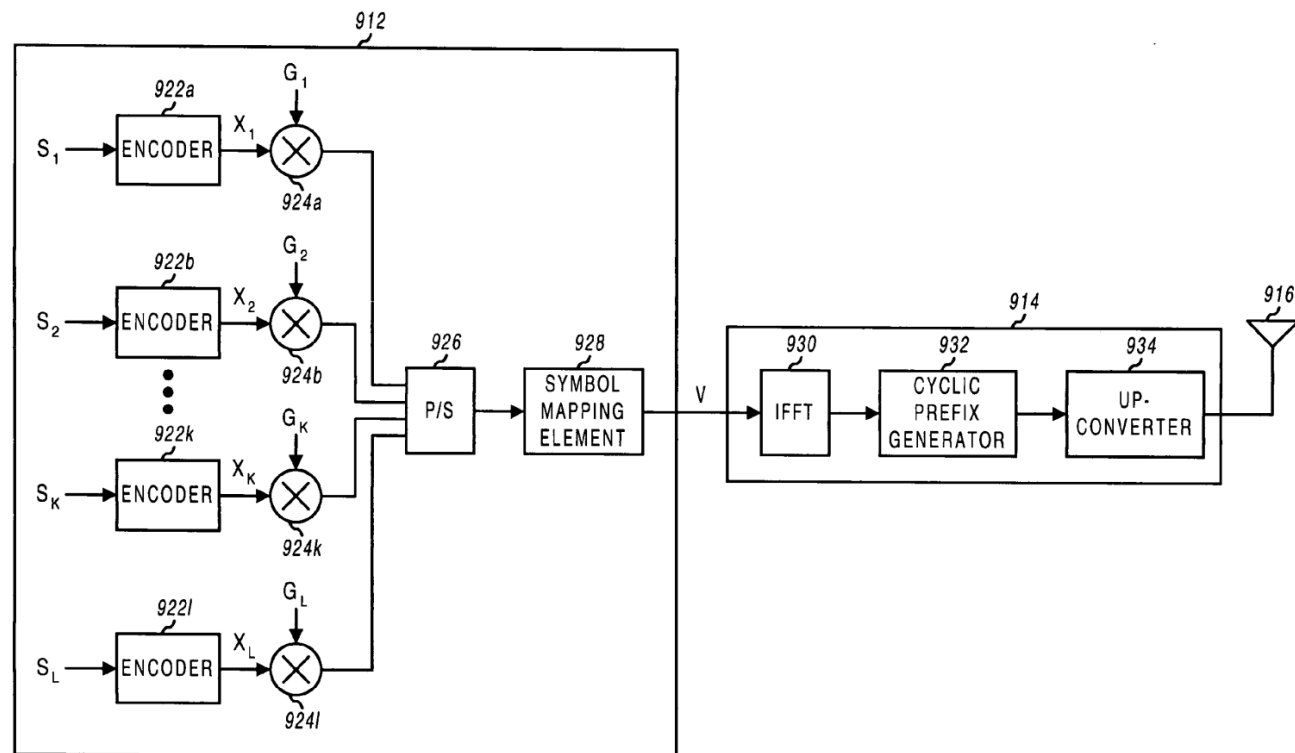 912
922a
ENCODER
S1
X1
G1
924a
922b
ENCODER
S2
X2
G2
924b
922k
ENCODER
SK
XK
GK
924k
922l
ENCODER
SL
XL
GL
924l
926
P/S
928
SYMBOL
MAPPING
ELEMENT
V
914
930
IFFT
932
CYCLIC
PREFIX
GENERATOR
934
UP-
CONVERTER
916